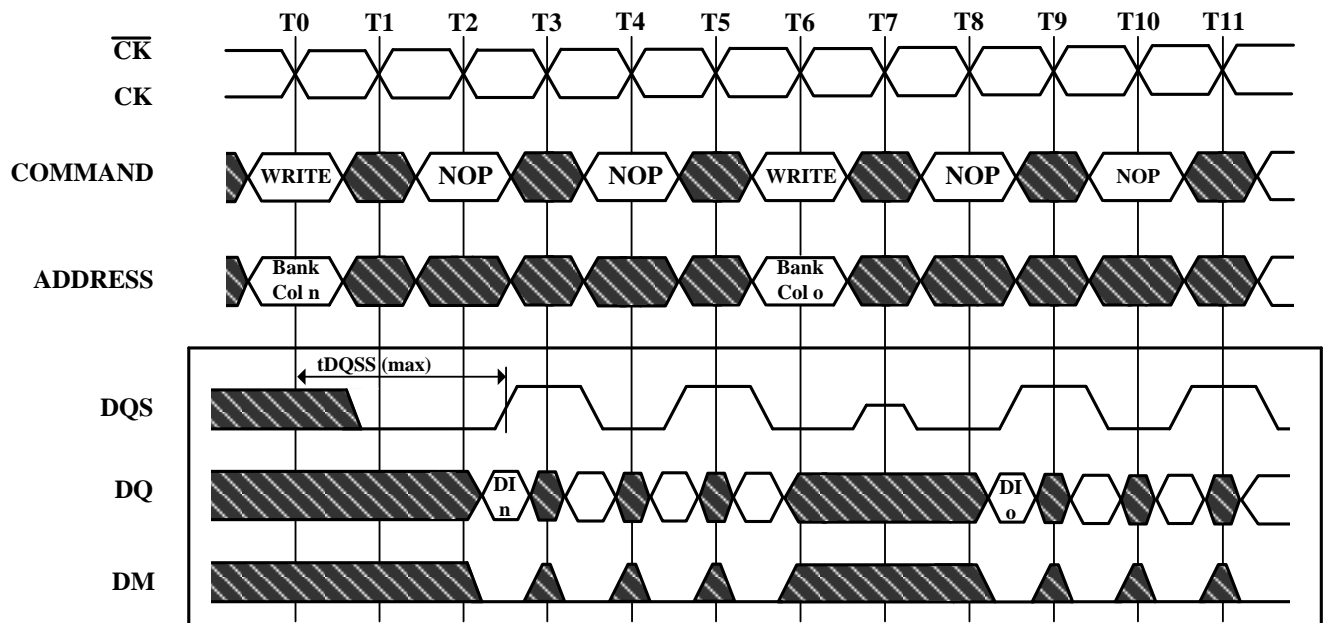 T0 T1 T2 T3 T4 T5 T6 T7 T8 T9 T10 T11
CK
CK
COMMAND WRITE NOP NOP WRITE NOP NOP
ADDRESS
Bank Bank
Col n Col o
tDQSS (max)
DQS
DQ
DI DI
n o
DM